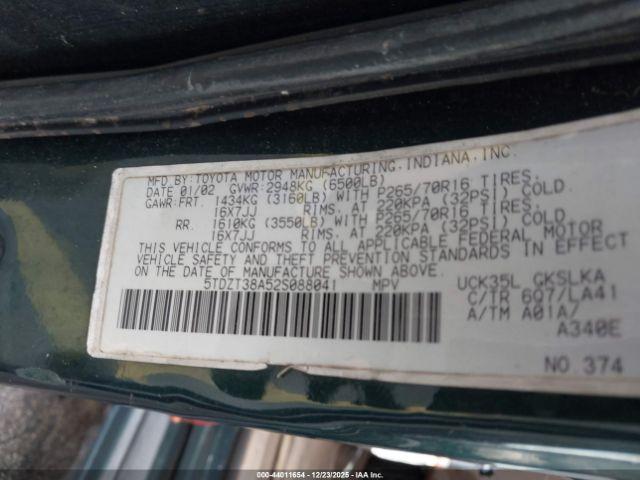 MFD BY:TOYOTA MOTOR MANUFACTURING,INDIANA,INC.
DATE 01/02 GVWR:2948KG (6500LB)
GAWR:FRT. 1434KG (3160LB) WITH P265/70R16 TIRES.
16X7JJ RIMS. AT 220KPA (32PSI) COLD.
RR. 1610KG (3550LB) WITH P265/70R16 TIRES.
16X7JJ RIMS. AT 220KPA (32PSI) COLD.
THIS VEHICLE CONFORMS TO ALL APPLICABLE FEDERAL MOTOR
VEHICLE SAFETY AND THEFT PREVENTION STANDARDS IN EFFECT
ON THE DATE OF MANUFACTURE SHOWN ABOVE.
5TDZT38A52S088041 MPV
UCK35L GKSLKA
C/TR 6Q7/LA41
A/TM A01A/
A340E
NO.374
IAA 44011654 | 12/23/2025 | IAA